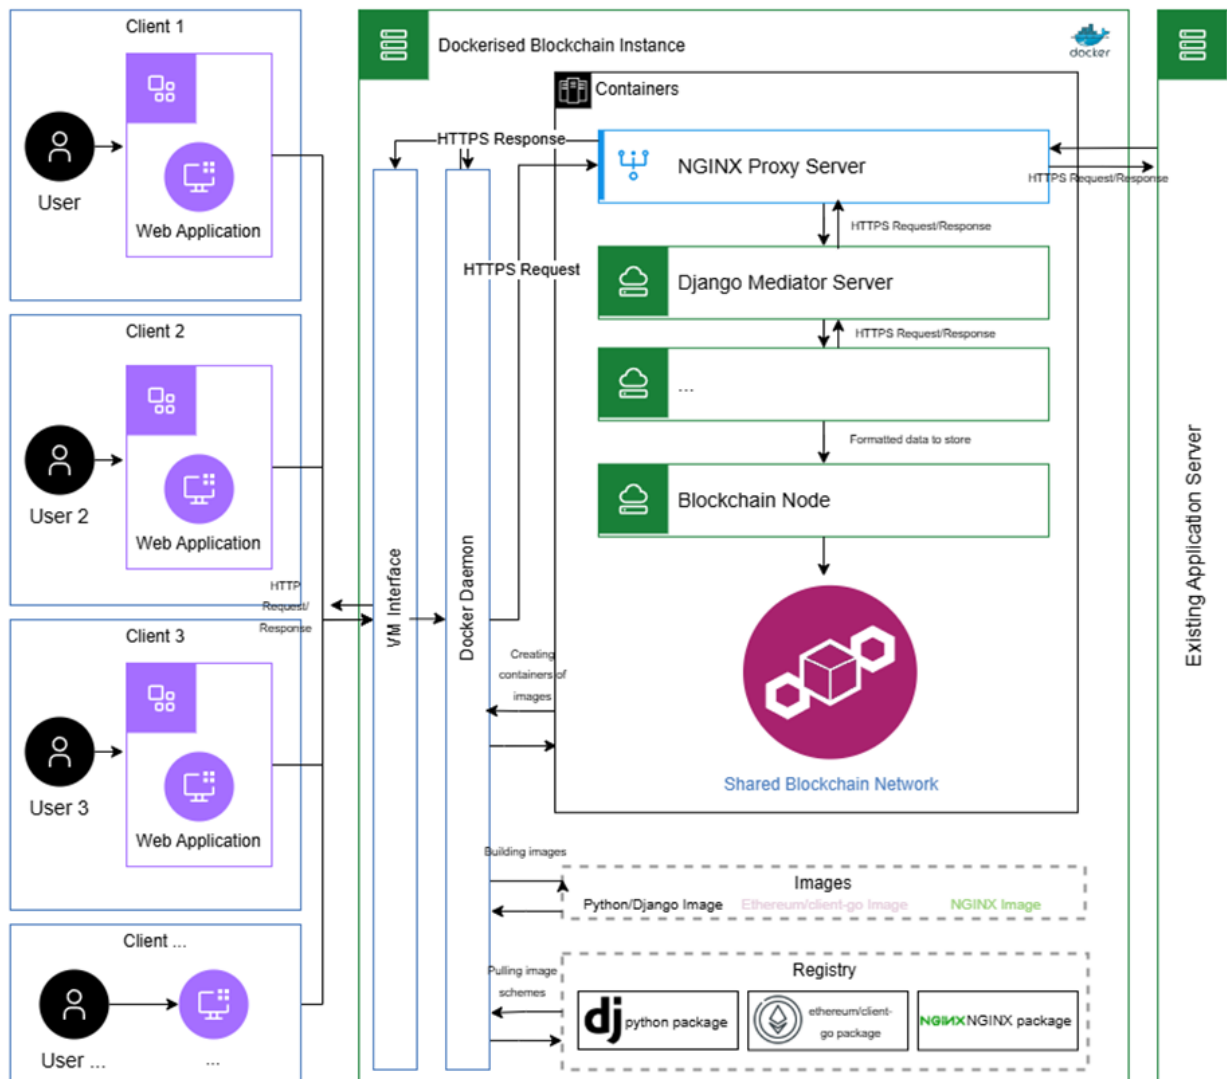 Client 1
User
Web Application
Client 2
User 2
Web Application
HTTP
Request/
Response
Client 3
User 3
Web Application
Client ...
User ...
...
Dockerised Blockchain Instance
docker
VM Interface
Docker Daemon
HTTPS Response
HTTPS Request
Containers
NGINX Proxy Server
HTTPS Request/Response
HTTPS Request/Response
Django Mediator Server
HTTPS Request/Response
...
Formatted data to store
Blockchain Node
Shared Blockchain Network
Creating
containers of
images
Building images
Images
Python/Django Image
Ethereum/client-go Image
NGINX Image
Pulling image
schemes
Registry
dj
python package
ethereum/client-
go package
NGINX
NGINX package
Existing Application Server